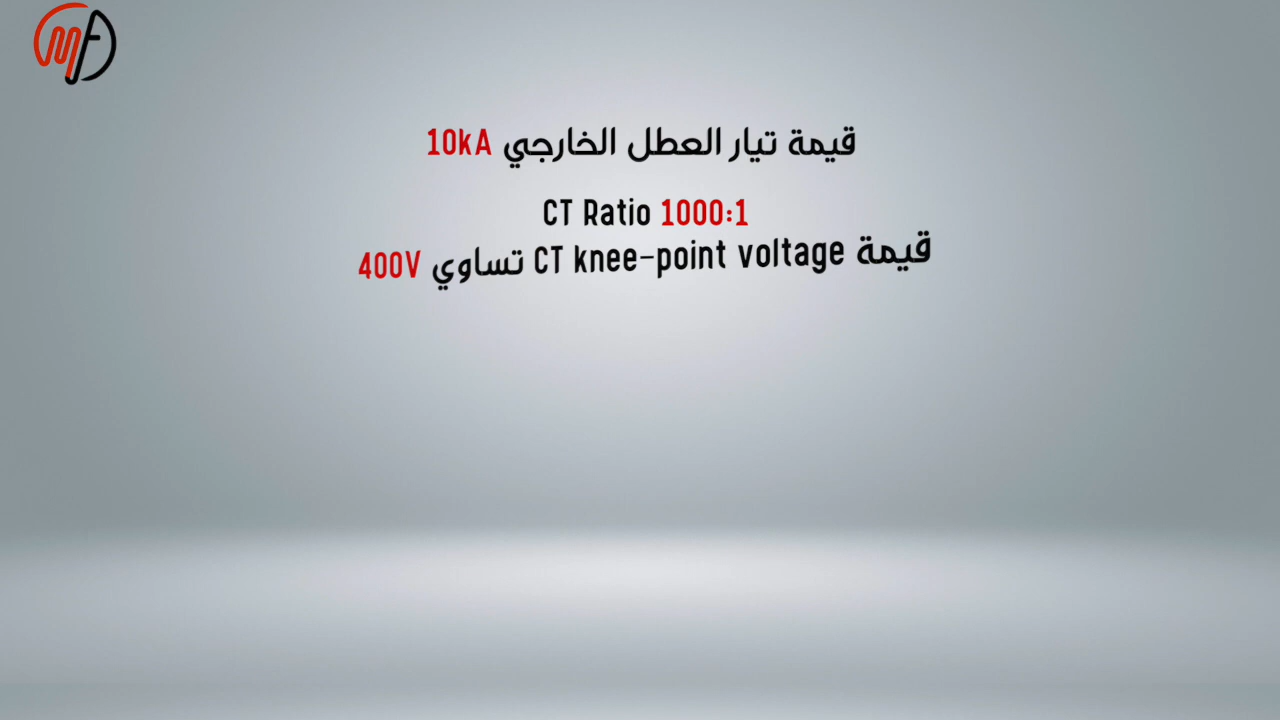 قيمة تيار العطل الخارجي 10kA
CT Ratio 1000:1
قيمة CT knee-point voltage تساوي 400V